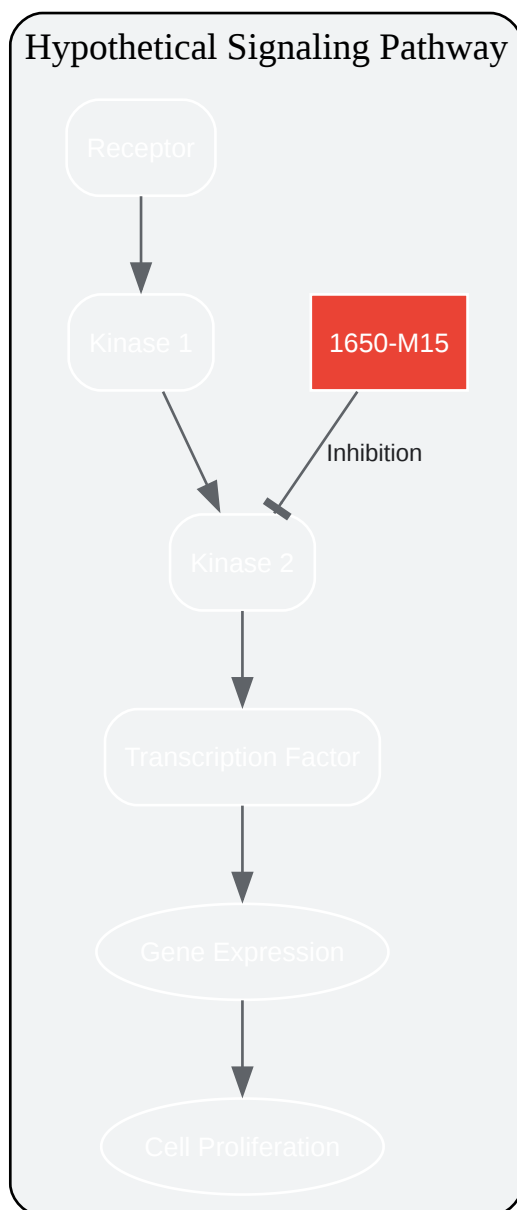 Hypothetical Signaling Pathway
Receptor
Kinase 1
1650-M15
Inhibition
Kinase 2
Transcription Factor
Gene Expression
Cell Proliferation